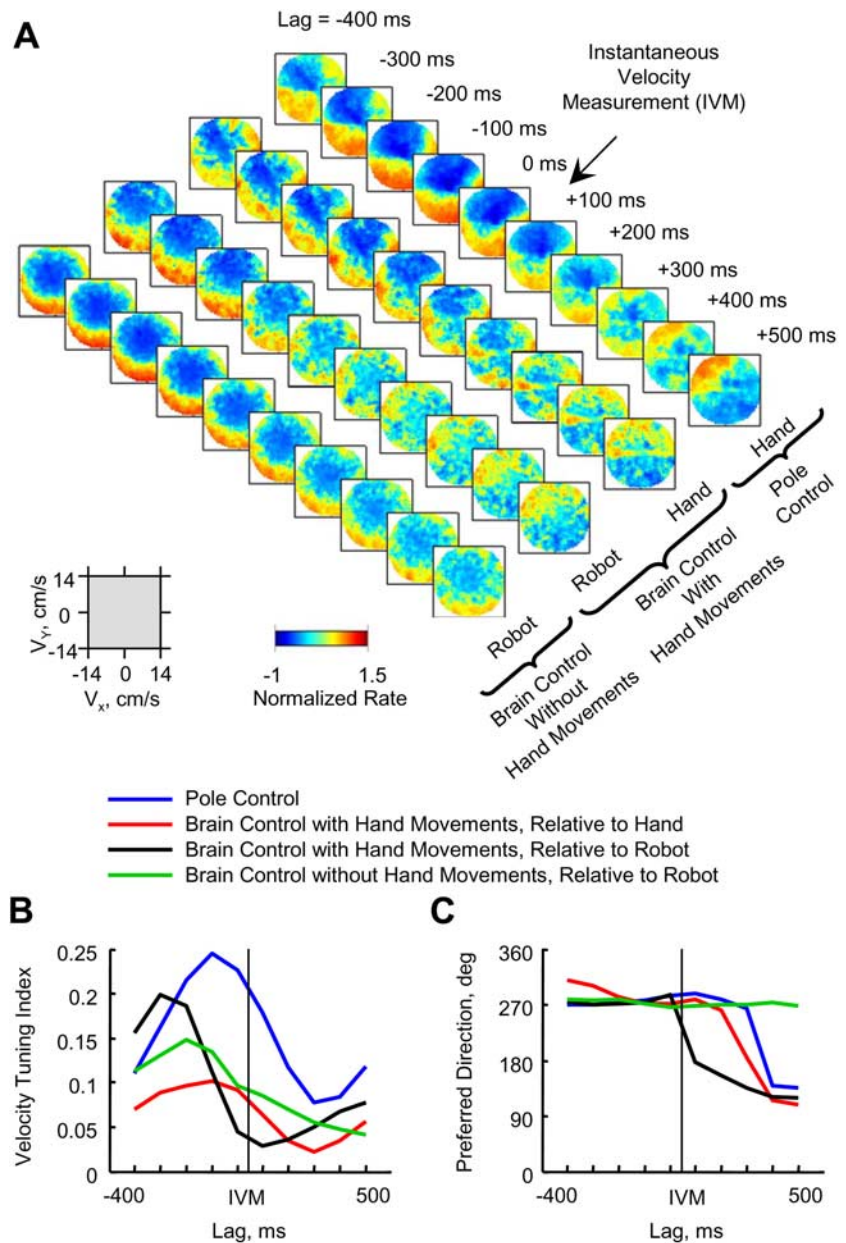 A
Lag = -400 ms
-300 ms
-200 ms
-100 ms
0 ms
+100 ms
+200 ms
+300 ms
+400 ms
+500 ms
Instantaneous
Velocity
Measurement (IVM)
Hand
Pole
Control
Hand
Robot
Brain Control
With
Hand Movements
Robot
Brain Control
Without
Hand Movements
VY, cm/s
14
0
-14
-14 0 14
Vx, cm/s
-1 1.5
Normalized Rate
Pole Control
Brain Control with Hand Movements, Relative to Hand
Brain Control with Hand Movements, Relative to Robot
Brain Control without Hand Movements, Relative to Robot
B
Velocity Tuning Index
0.25
0.2
0.15
0.1
0.05
0
-400 IVM 500
Lag, ms
C
Preferred Direction, deg
360
270
180
90
0
-400 IVM 500
Lag, ms